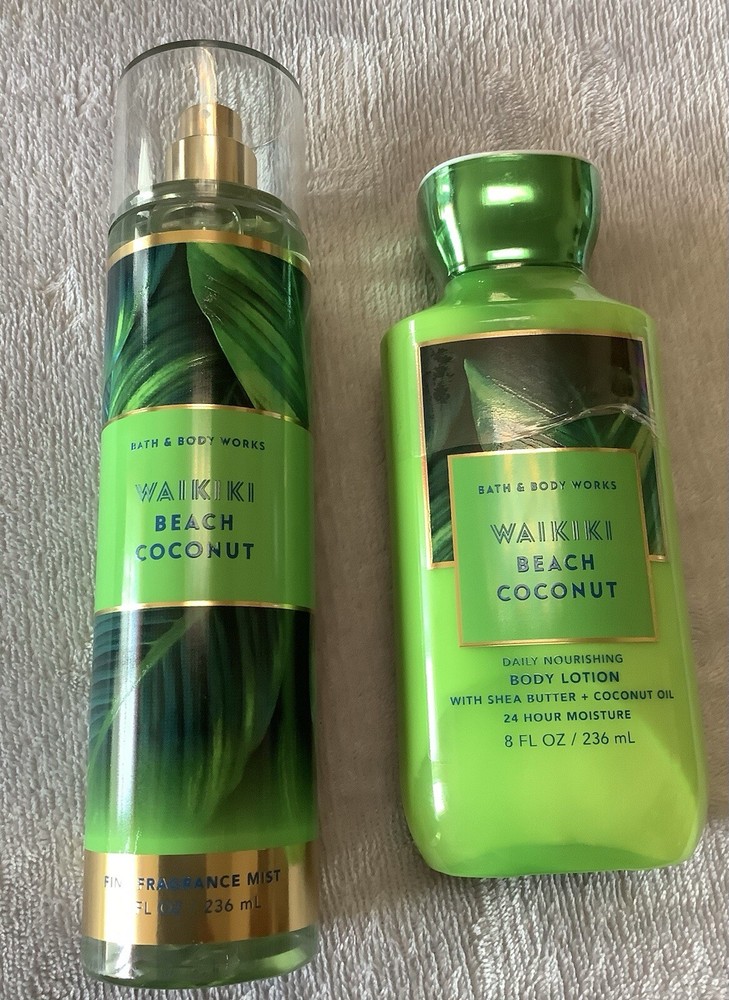 BATH & BODY WORKS
WAIKIKI
BEACH
COCONUT
FRAGRANCE MIST
FL OZ 236 mL
BATH & BODY WORKS
WAIKIKI
BEACH
COCONUT
DAILY NOURISHING
BODY LOTION
WITH SHEA BUTTER + COCONUT OIL
24 HOUR MOISTURE
8 FL OZ / 236 mL